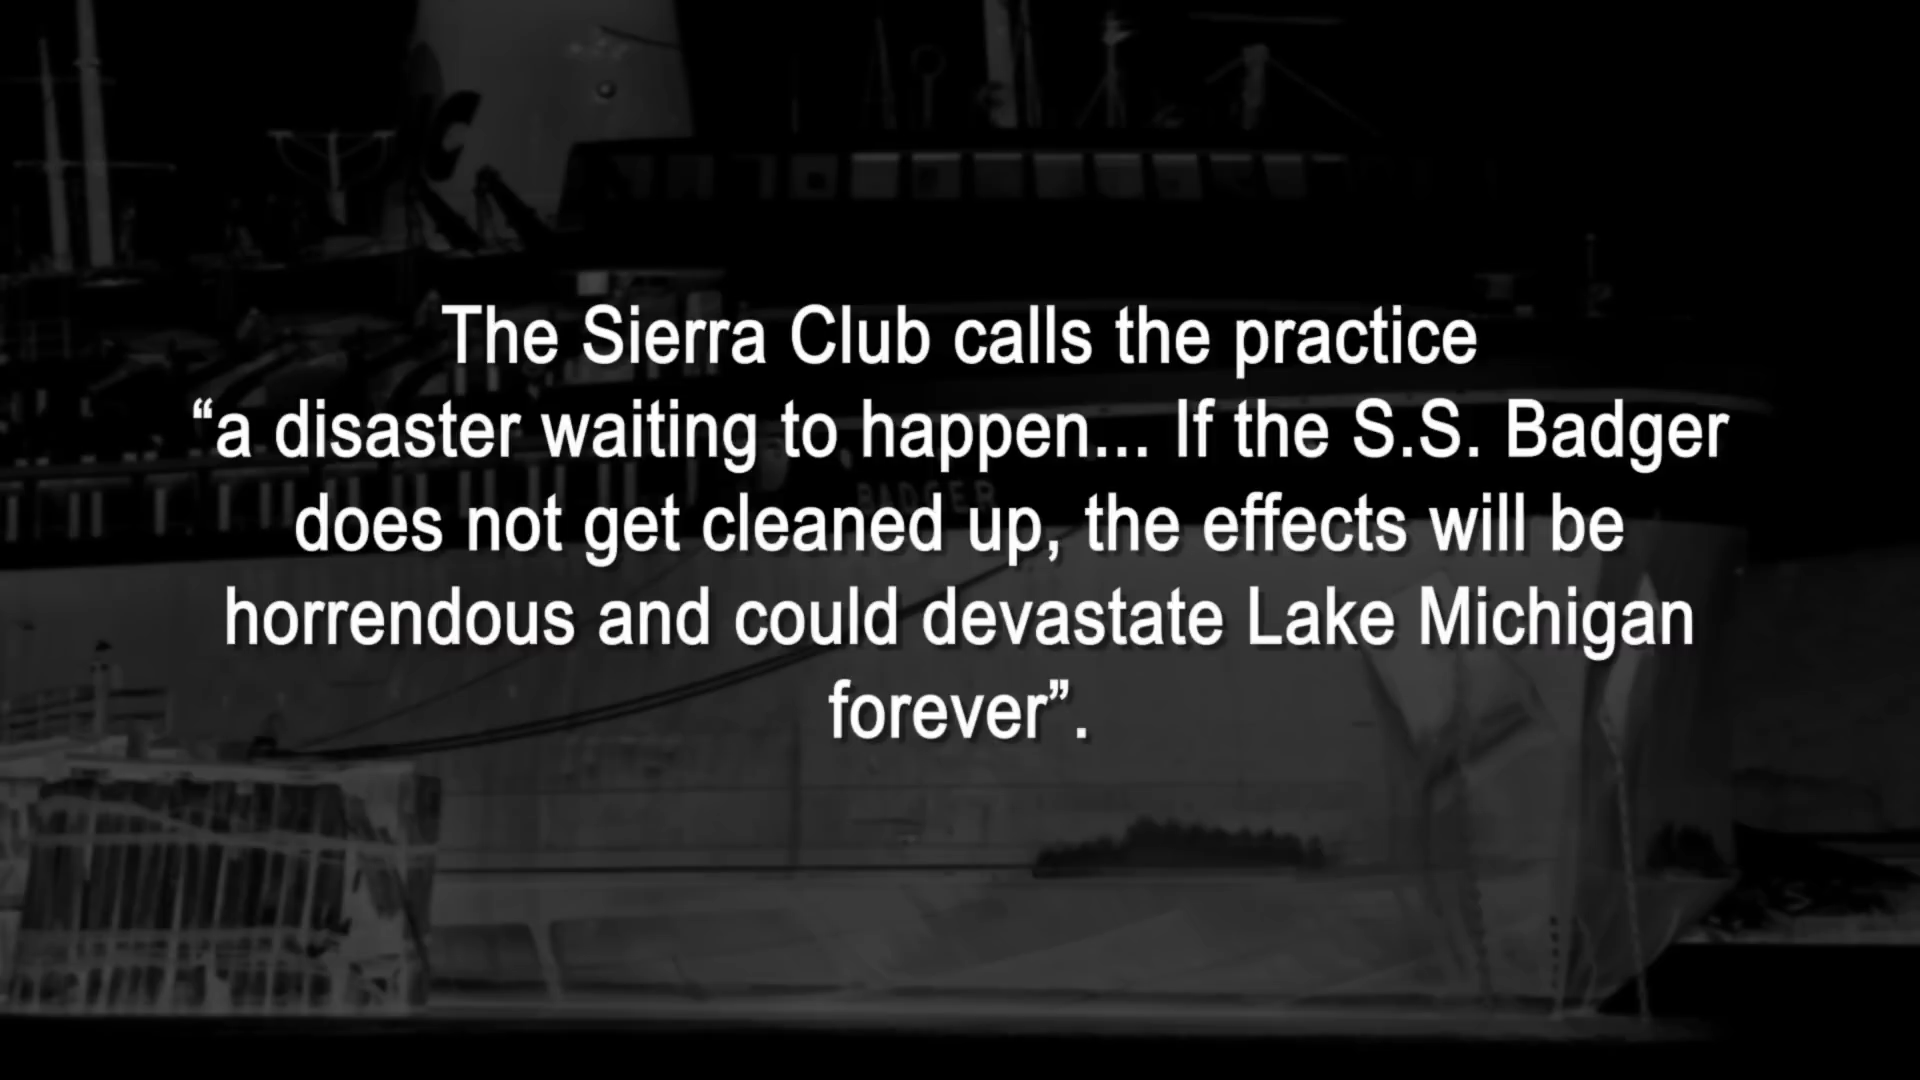 The Sierra Club calls the practice
“a disaster waiting to happen... If the S.S. Badger
does not get cleaned up, the effects will be
horrendous and could devastate Lake Michigan
forever”.
BADGER